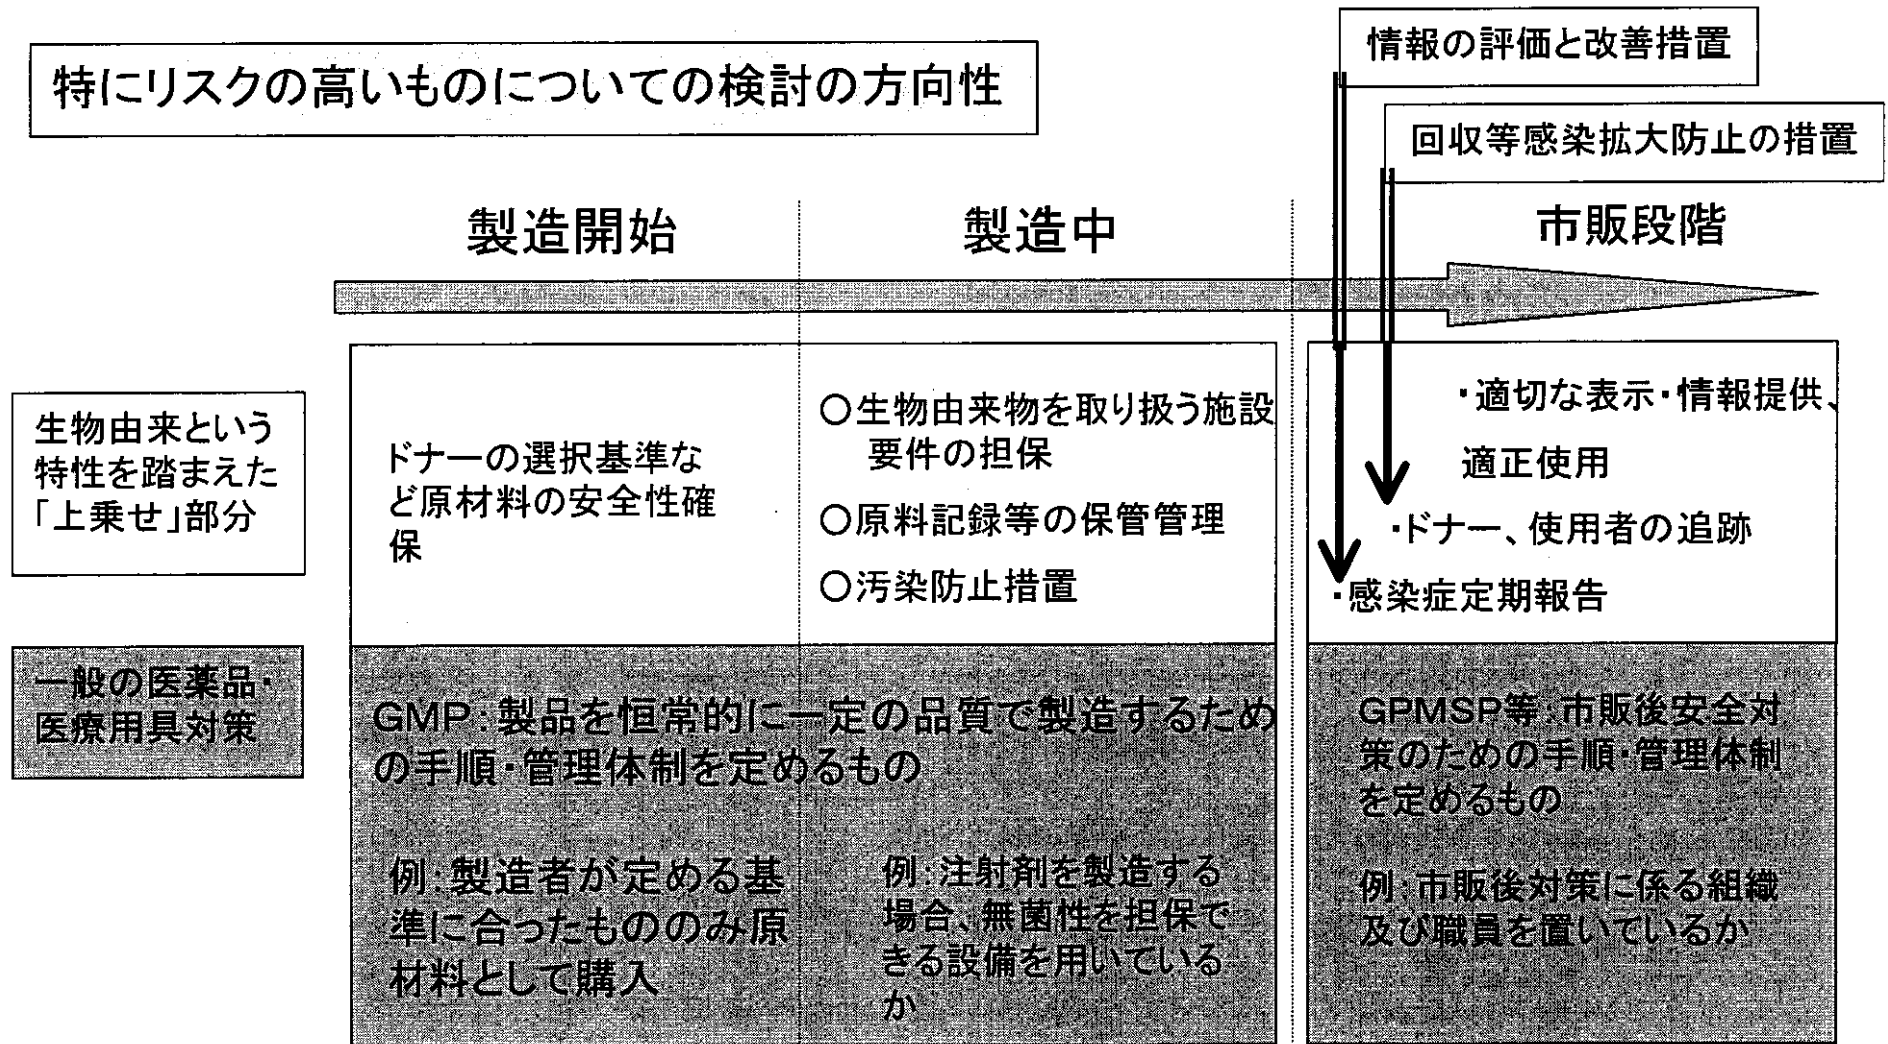 特にリスクの高いものについての検討の方向性
情報の評価と改善措置
回収等感染拡大防止の措置
製造開始
製造中
市販段階
生物由来という
特性を踏まえた
「上乗せ」部分
ドナーの選択基準な
ど原材料の安全性確
保
○生物由来物を取り扱う施設
要件の担保
○原料記録等の保管管理
○汚染防止措置
・適切な表示・情報提供、
適正使用
・ドナー、使用者の追跡
・感染症定期報告
一般の医薬品・
医療用具対策
GMP:製品を恒常的に一定の品質で製造するため
の手順・管理体制を定めるもの
例:製造者が定める基
準に合ったもののみ原
材料として購入
例:注射剤を製造する
場合、無菌性を担保で
きる設備を用いている
か
GPMSP等:市販後安全対
策のための手順・管理体制
を定めるもの
例:市販後対策に係る組織
及び職員を置いているか